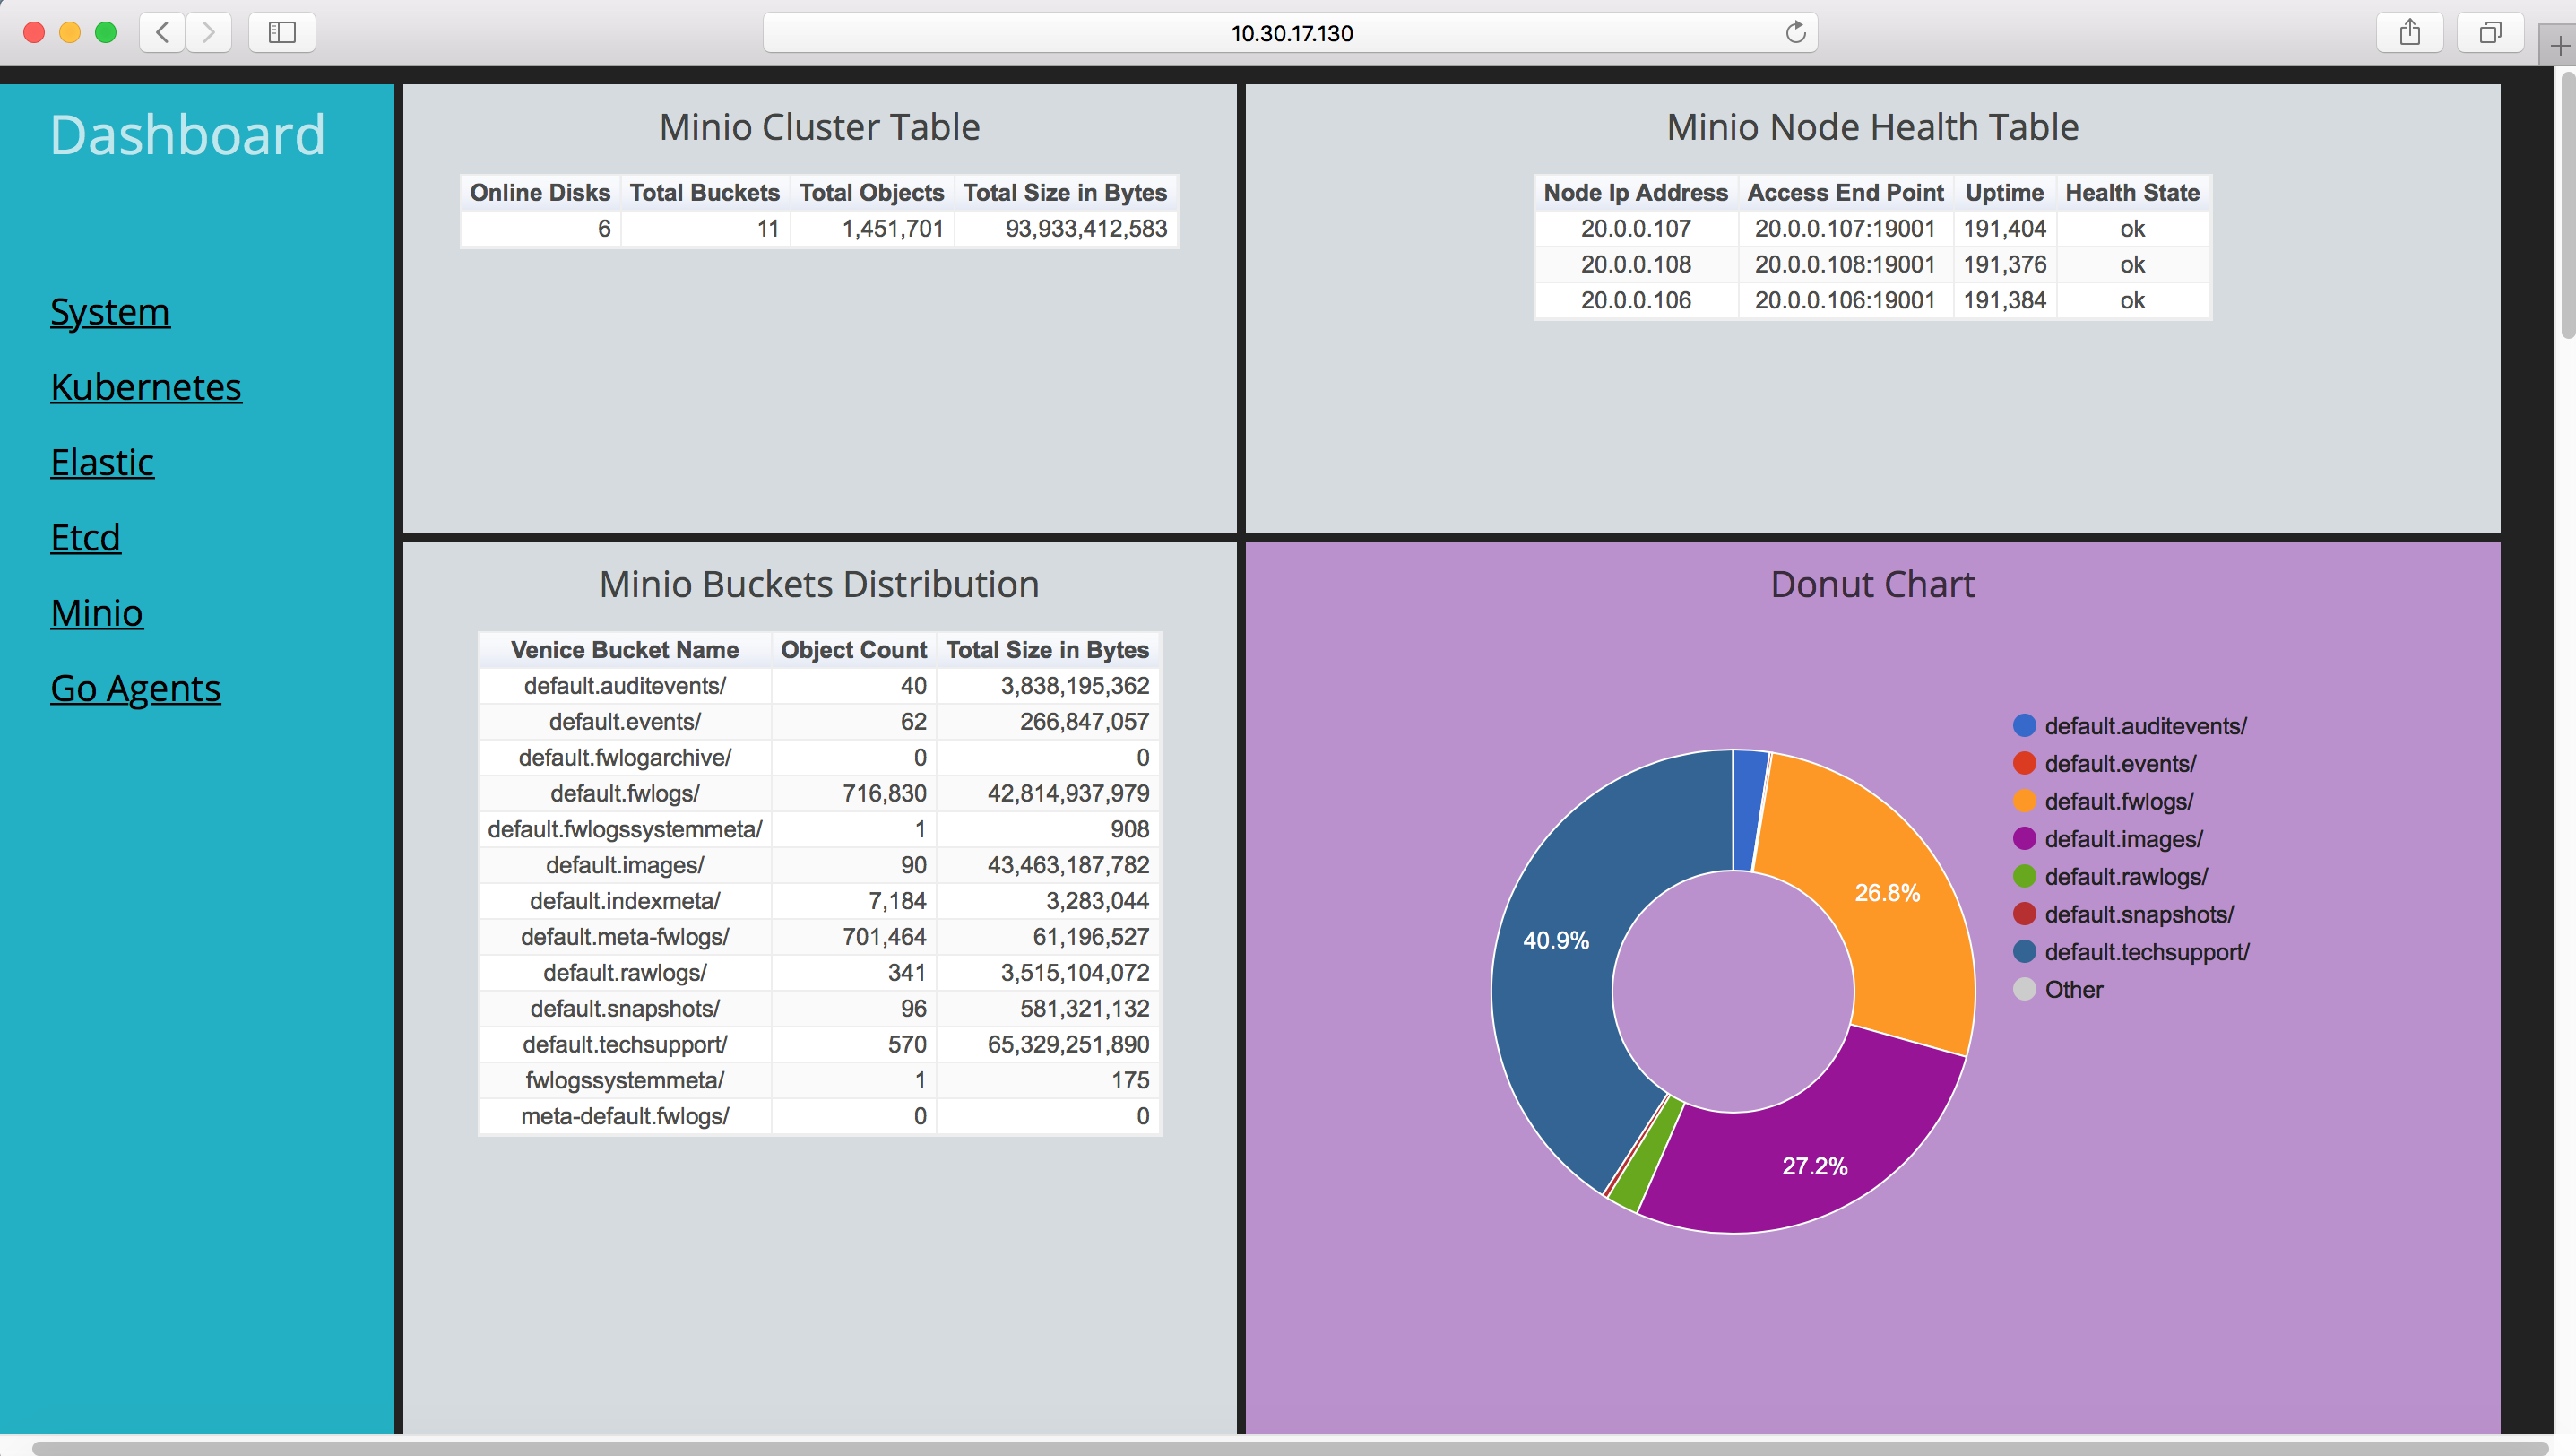 10.30.17.130
Dashboard
System
Kubernetes
Elastic
Etcd
Minio
Go Agents
Minio Cluster Table
Online Disks Total Buckets Total Objects Total Size in Bytes
6 11 1,451,701 93,933,412,583
Minio Node Health Table
Node Ip Address Access End Point Uptime Health State
20.0.0.107 20.0.0.107:19001 191,404 ok
20.0.0.108 20.0.0.108:19001 191,376 ok
20.0.0.106 20.0.0.106:19001 191,384 ok
Minio Buckets Distribution
Venice Bucket Name Object Count Total Size in Bytes
default.auditevents/ 40 3,838,195,362
default.events/ 62 266,847,057
default.fwlogarchive/ 0 0
default.fwlogs/ 716,830 42,814,937,979
default.fwlogssystemmeta/ 1 908
default.images/ 90 43,463,187,782
default.indexmeta/ 7,184 3,283,044
default.meta-fwlogs/ 701,464 61,196,527
default.rawlogs/ 341 3,515,104,072
default.snapshots/ 96 581,321,132
default.techsupport/ 570 65,329,251,890
fwlogssystemmeta/ 1 175
meta-default.fwlogs/ 0 0
Donut Chart
26.8%
40.9%
27.2%
default.auditevents/
default.events/
default.fwlogs/
default.images/
default.rawlogs/
default.snapshots/
default.techsupport/
Other